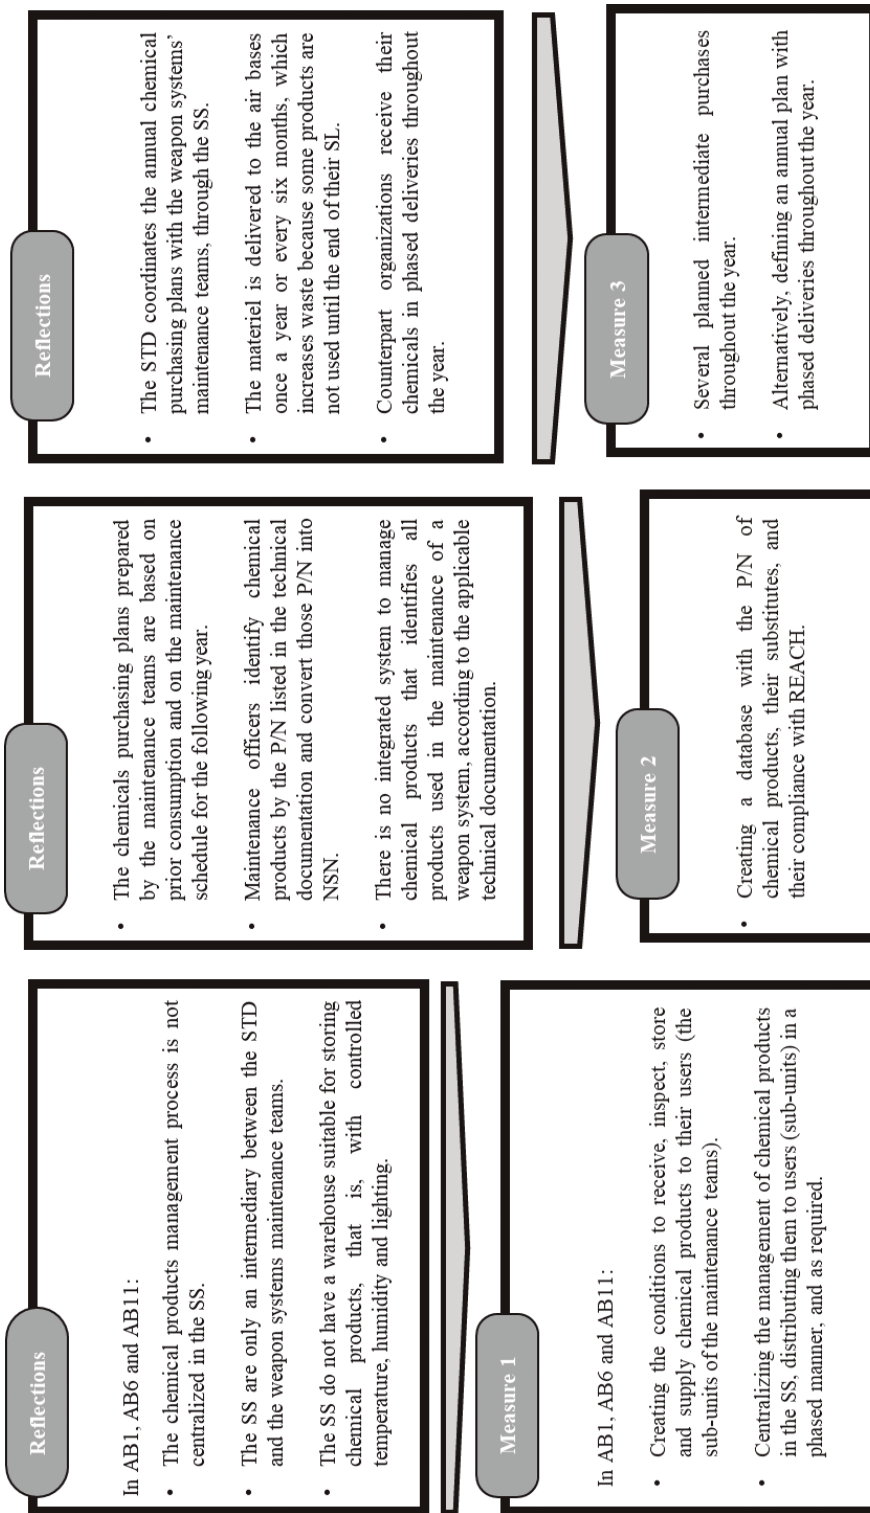 Reflections
In AB1, AB6 and AB11:
• The chemical products management process is not
centralized in the SS.
• The SS are only an intermediary between the STD
and the weapon systems maintenance teams.
• The SS do not have a warehouse suitable for storing
chemical products, that is, with controlled
temperature, humidity and lighting.
Measure 1
In AB1, AB6 and AB11:
• Creating the conditions to receive, inspect, store
and supply chemical products to their users (the
sub-units of the maintenance teams).
• Centralizing the management of chemical products
in the SS, distributing them to users (sub-units) in a
phased manner, and as required.
Reflections
• The chemicals purchasing plans prepared
by the maintenance teams are based on
prior consumption and on the maintenance
schedule for the following year.
• Maintenance officers identify chemical
products by the P/N listed in the technical
documentation and convert those P/N into
NSN.
• There is no integrated system to manage
chemical products that identifies all
products used in the maintenance of a
weapon system, according to the applicable
technical documentation.
Measure 2
• Creating a database with the P/N of
chemical products, their substitutes, and
their compliance with REACH.
Reflections
• The STD coordinates the annual chemical
purchasing plans with the weapon systems'
maintenance teams, through the SS.
• The materiel is delivered to the air bases
once a year or every six months, which
increases waste because some products are
not used until the end of their SL.
• Counterpart organizations receive their
chemicals in phased deliveries throughout
the year.
Measure 3
• Several planned intermediate purchases
throughout the year.
• Alternatively, defining an annual plan with
phased deliveries throughout the year.